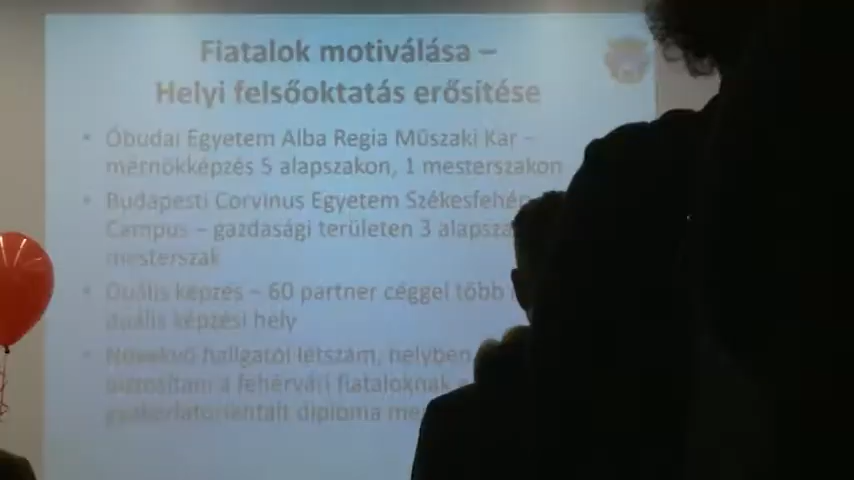 Fiatalok motiválása –
Helyi felsőoktatás erősítése
• Óbudai Egyetem Alba Regia Műszaki Kar –
mérnökképzés 5 alapszakon, 1 mesterszakon
• Budapesti Corvinus Egyetem Székesfehér
Campus – gazdasági területen 3 alapsza
mesterszak
• Duális képzés – 60 partner céggel több
duális képzési hely
• Növekvő hallgatói létszám, helyben
biztosítani a fehérvári fiataloknak
gyakorlatorientált diploma me